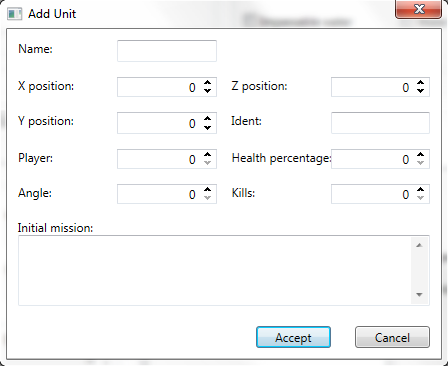 Add Unit
Name:
X position: 0 Z position: 0
Y position: 0 Ident:
Player: 0 Health percentage: 0
Angle: 0 Kills: 0
Initial mission:
Accept Cancel